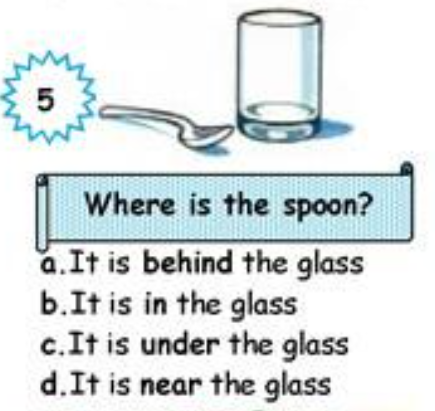 5
Where is the spoon?
a.It is behind the glass
b.It is in the glass
c.It is under the glass
d.It is near the glass